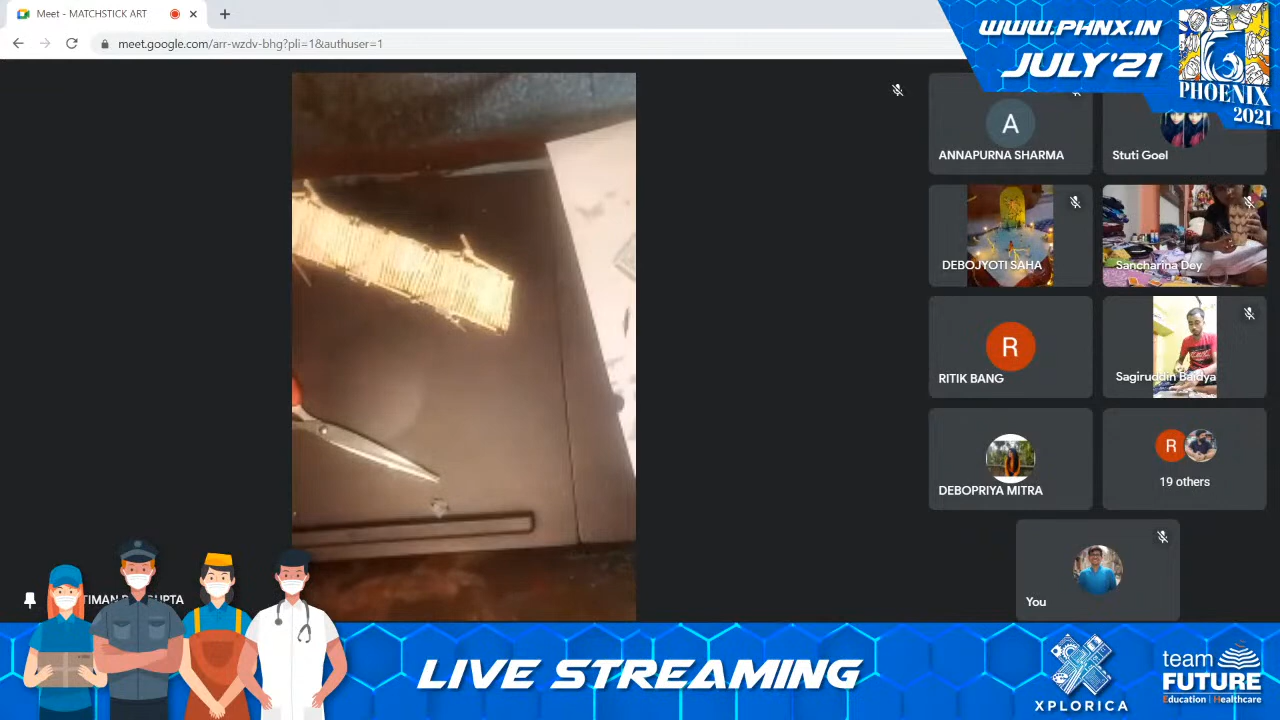 Meet - MATCHSTICK ART
meet.google.com/arr-wzdv-bhg?pli=1&authuser=1
WWW.PHNX.IN
JULY'21
PHOENIX
2021
A
ANNAPURNA SHARMA
Stuti Goel
DEBOJYOTI SAHA
Sancharina Dey
R
RITIK BANG
Sagiruddin Baidya
DEBOPRIYA MITRA
R
19 others
You
LIVE STREAMING
XPLORICA
team
FUTURE
Education | Healthcare